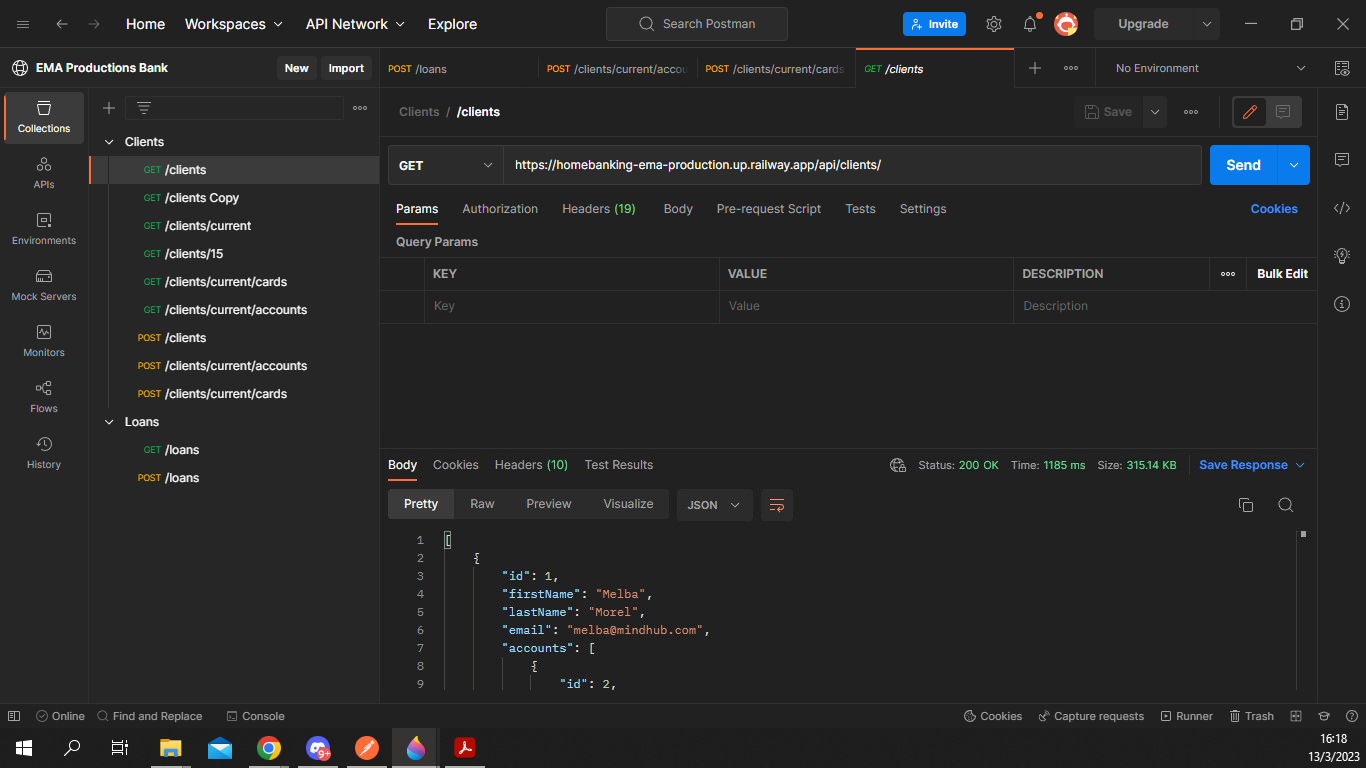 Home Workspaces API Network Explore Search Postman Invite Upgrade
EMA Productions Bank New Import
POST /loans POST /clients/current/accou POST /clients/current/cards GET /clients No Environment
Collections
APIs
Environments
Mock Servers
Monitors
Flows
History
Clients
GET /clients
GET /clients Copy
GET /clients/current
GET /clients/15
GET /clients/current/cards
GET /clients/current/accounts
POST /clients
POST /clients/current/accounts
POST /clients/current/cards
Loans
GET /loans
POST /loans
Clients / /clients Save
GET https://homebanking-ema-production.up.railway.app/api/clients/ Send
Params Authorization Headers (19) Body Pre-request Script Tests Settings Cookies
Query Params
KEY VALUE DESCRIPTION Bulk Edit
Key Value Description
Body Cookies Headers (10) Test Results Status: 200 OK Time: 1185 ms Size: 315.14 KB Save Response
Pretty Raw Preview Visualize JSON
1 [
2 {
3 "id": 1,
4 "firstName": "Melba",
5 "lastName": "Morel",
6 "email": "melba@mindhub.com",
7 "accounts": [
8 {
9 "id": 2,
Online Find and Replace Console Cookies Capture requests Runner Trash
9+
16:18
13/3/2023